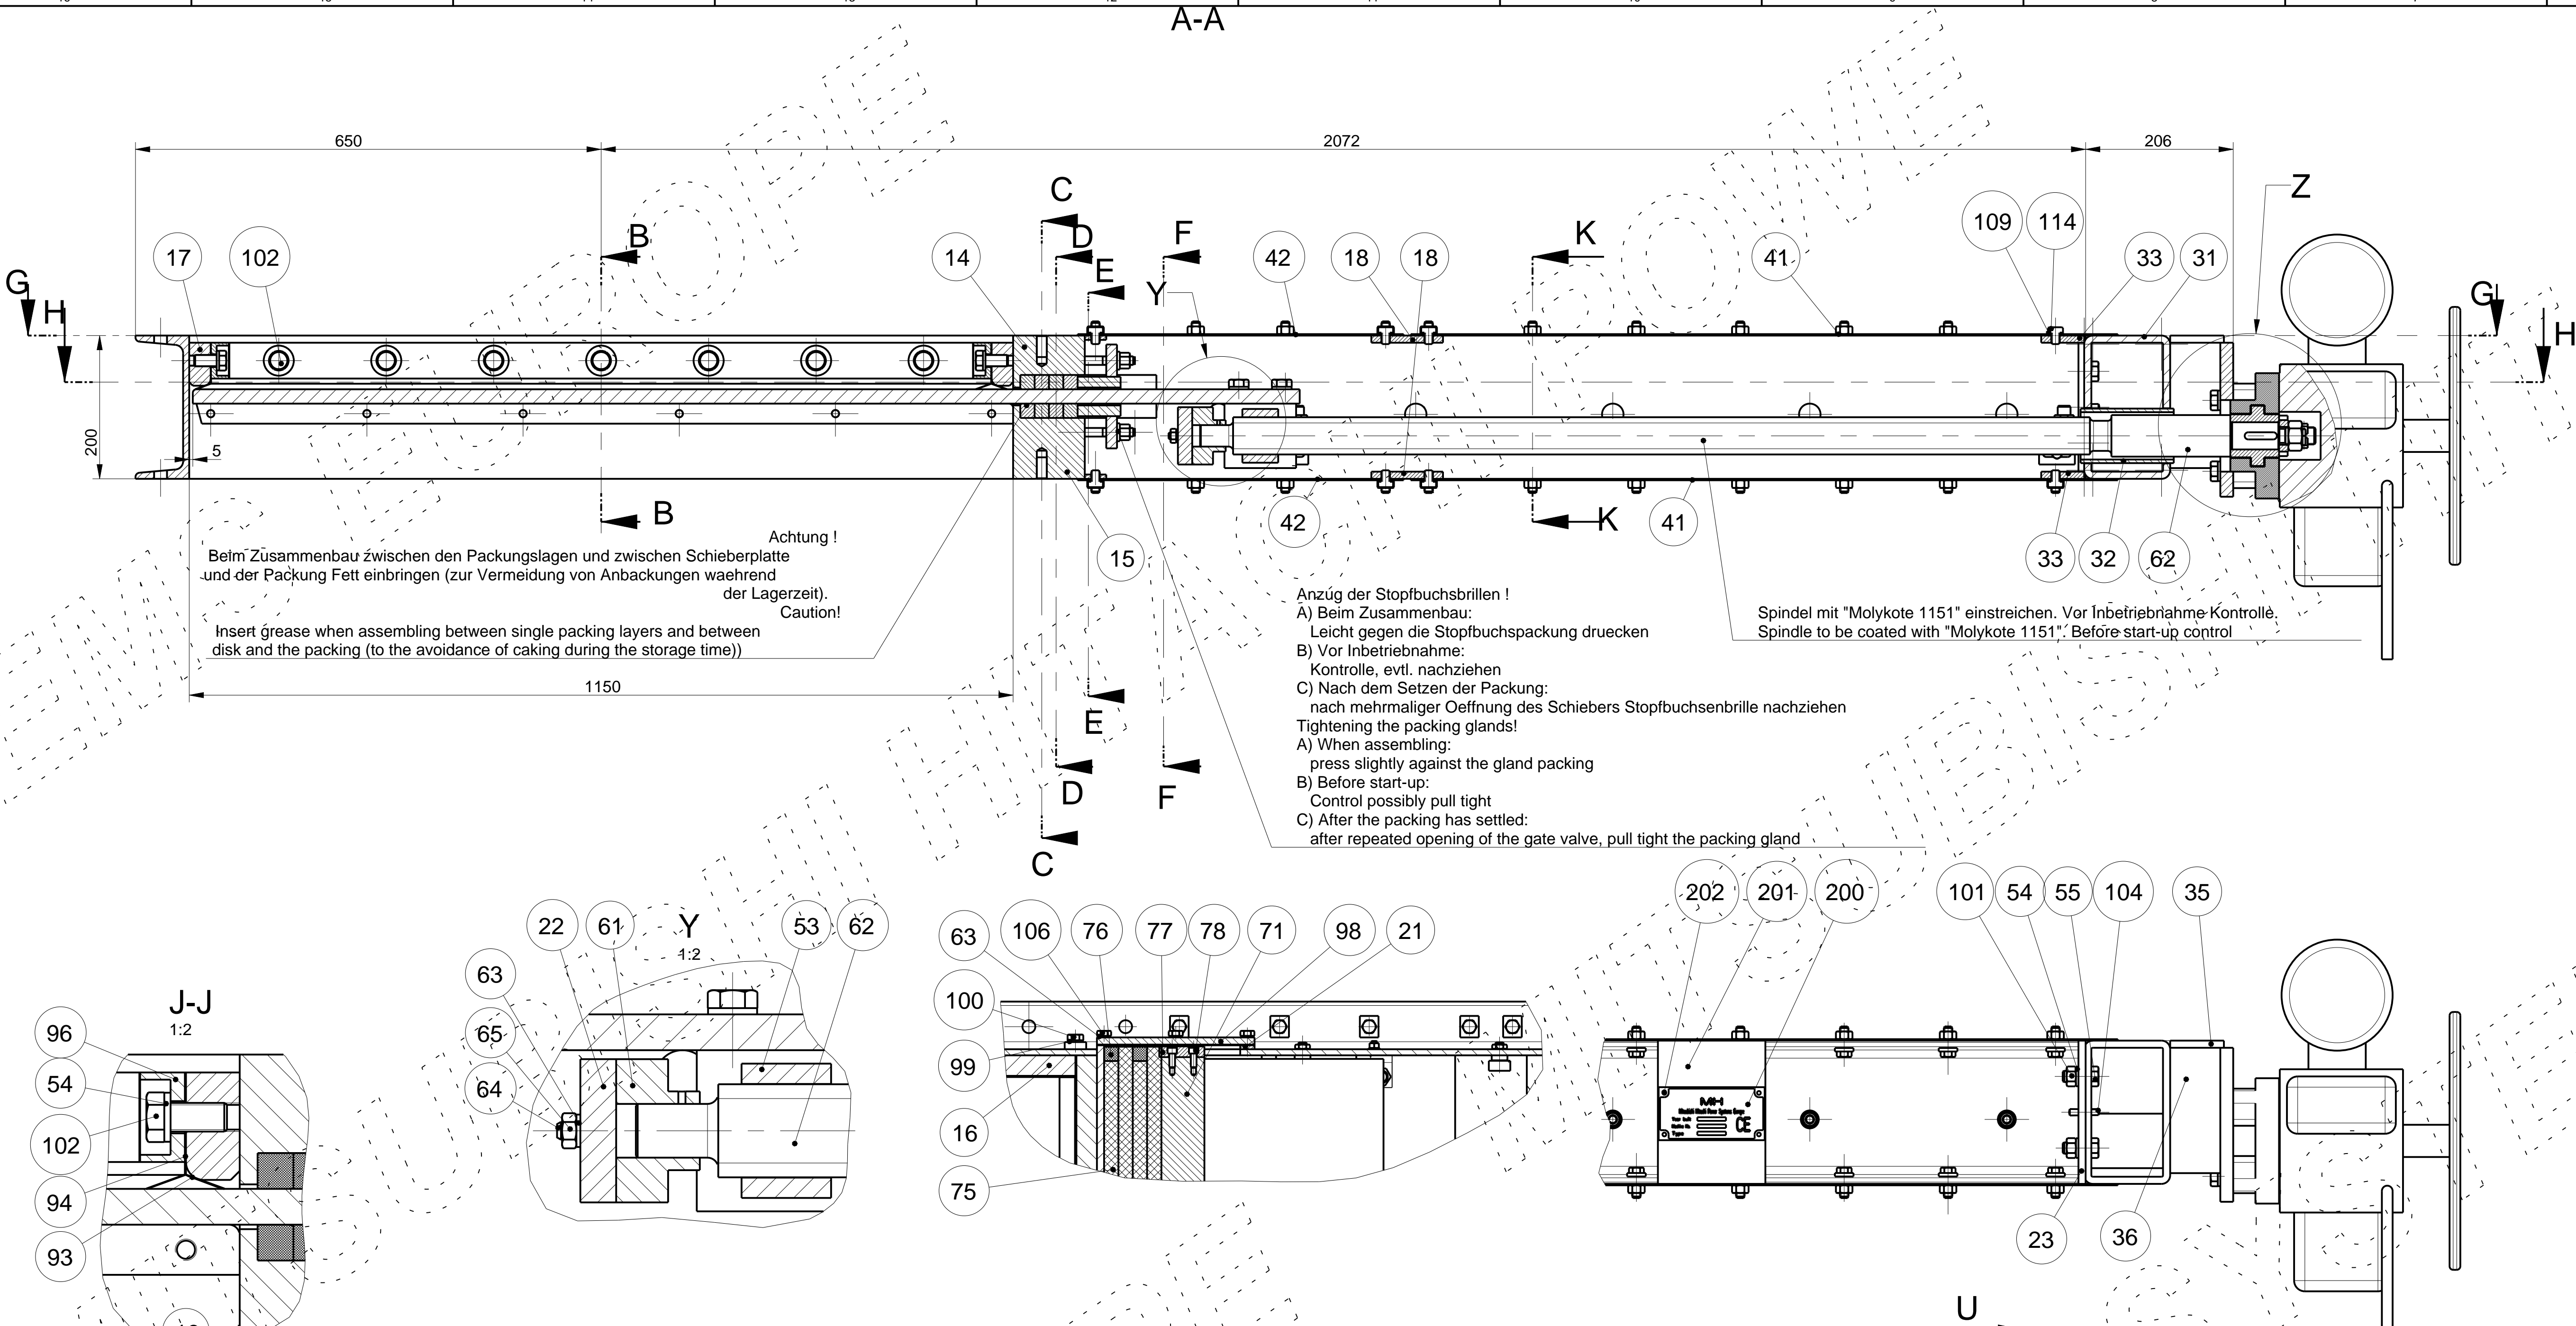 A-A
650
2072
206
C
Z
109
114
17
102
B
14
D
F
42
18
18
K
41
33
31
G
H
E
Y
G
H
200
5
B
42
K
41
15
33
32
62
Achtung !
Beim Zusammenbau zwischen den Packungslagen und zwischen Schieberplatte
und der Packung Fett einbringen (zur Vermeidung von Anbackungen waehrend
der Lagerzeit).
Caution!
Insert grease when assembling between single packing layers and between
disk and the packing (to the avoidance of caking during the storage time))
1150
E
D
F
C
Anzug der Stopfbuchsbrillen !
A) Beim Zusammenbau:
Leicht gegen die Stopfbuchspackung druecken
B) Vor Inbetriebnahme:
Kontrolle, evtl. nachziehen
C) Nach dem Setzen der Packung:
nach mehrmaliger Oeffnung des Schiebers Stopfbuchsenbrille nachziehen
Tightening the packing glands!
A) When assembling:
press slightly against the gland packing
B) Before start-up:
Control possibly pull tight
C) After the packing has settled:
after repeated opening of the gate valve, pull tight the packing gland
Spindel mit "Molykote 1151" einstreichen. Vor Inbetriebnahme Kontrolle.
Spindle to be coated with "Molykote 1151". Before start-up control
J-J
1:2
96
54
102
94
93
Y
1:2
22
61
53
62
63
65
64
63
106
76
77
78
71
98
21
100
99
16
75
202
201
200
101
54
55
104
35
CE
23
36
U